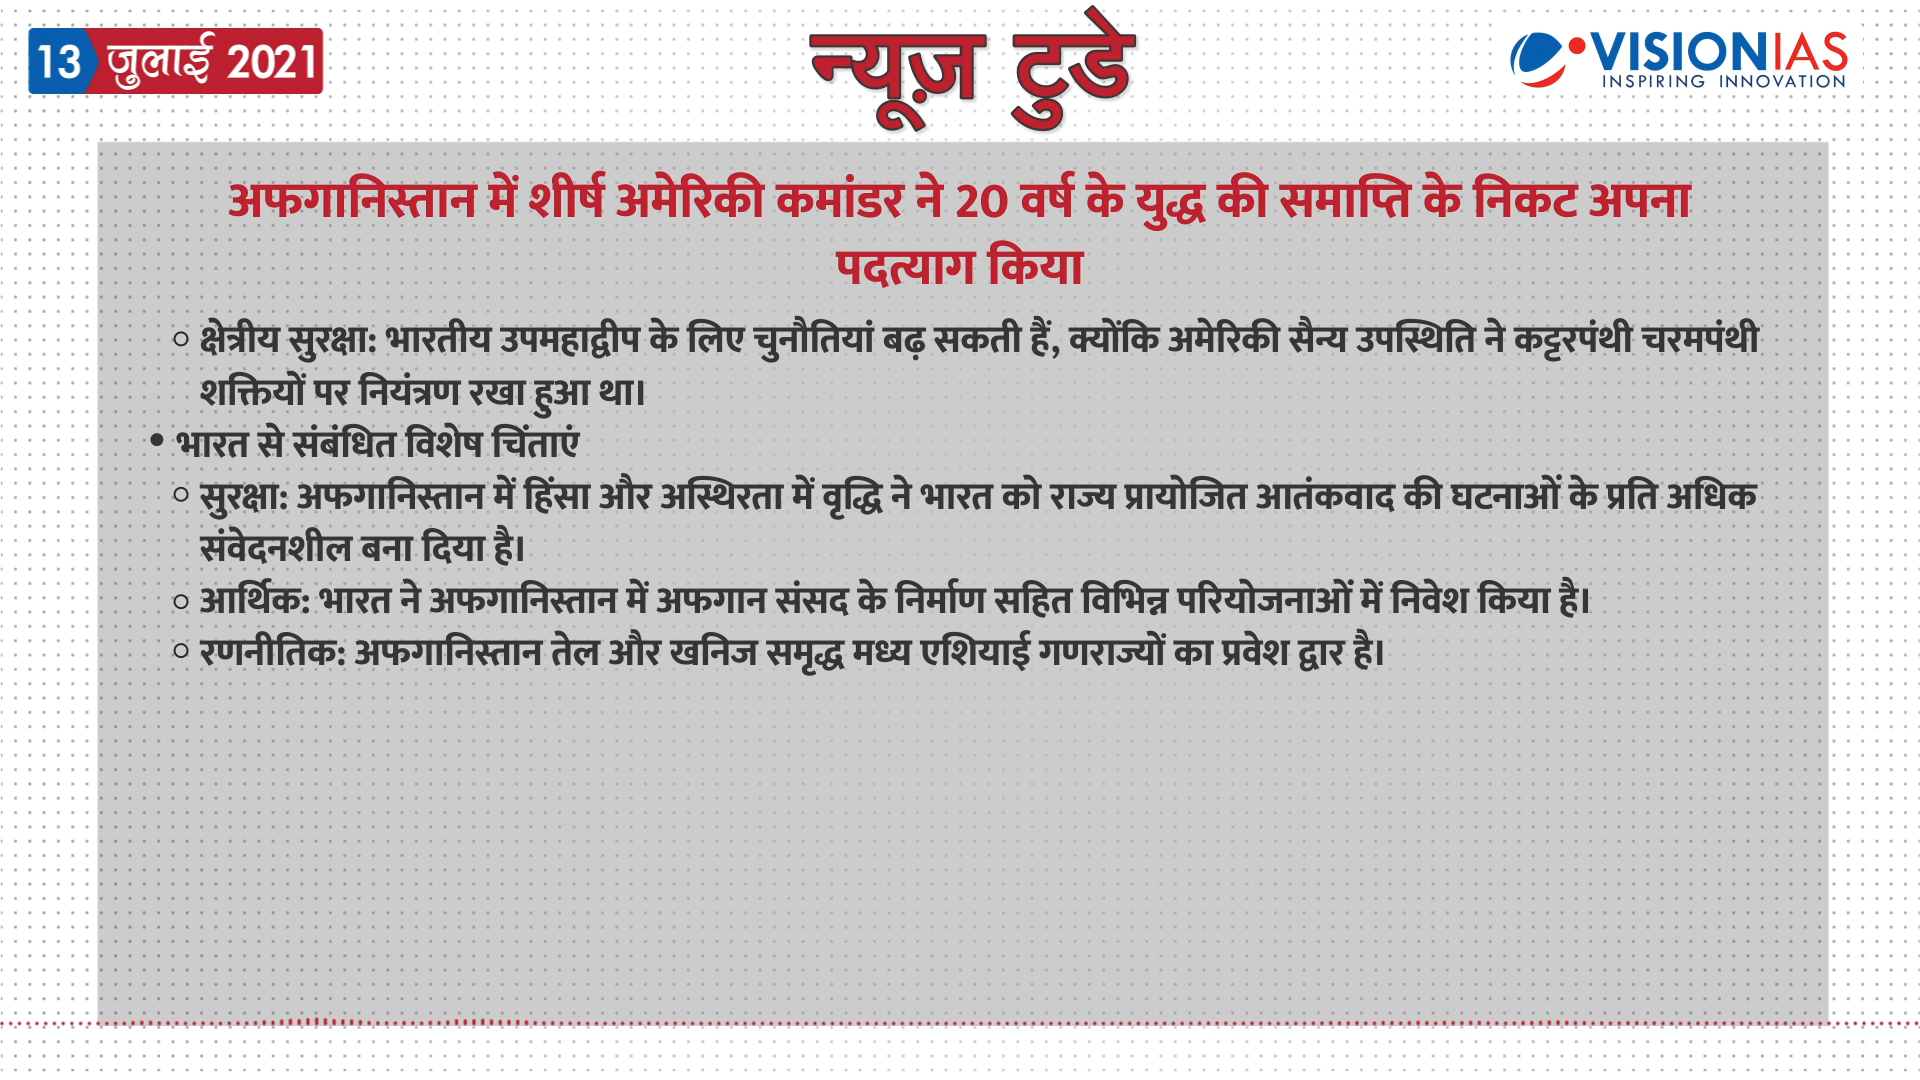 13 जुलाई 2021
न्यूज़ टुडे
VISIONIAS
INSPIRING INNOVATION
अफगानिस्तान में शीर्ष अमेरिकी कमांडर ने 20 वर्ष के युद्ध की समाप्ति के निकट अपना
पदत्याग किया
○ क्षेत्रीय सुरक्षा: भारतीय उपमहाद्वीप के लिए चुनौतियां बढ़ सकती हैं, क्योंकि अमेरिकी सैन्य उपस्थिति ने कट्टरपंथी चरमपंथी
शक्तियों पर नियंत्रण रखा हुआ था।
• भारत से संबंधित विशेष चिंताएं
○ सुरक्षा: अफगानिस्तान में हिंसा और अस्थिरता में वृद्धि ने भारत को राज्य प्रायोजित आतंकवाद की घटनाओं के प्रति अधिक
संवेदनशील बना दिया है।
○ आर्थिक: भारत ने अफगानिस्तान में अफगान संसद के निर्माण सहित विभिन्न परियोजनाओं में निवेश किया है।
○ रणनीतिक: अफगानिस्तान तेल और खनिज समृद्ध मध्य एशियाई गणराज्यों का प्रवेश द्वार है।